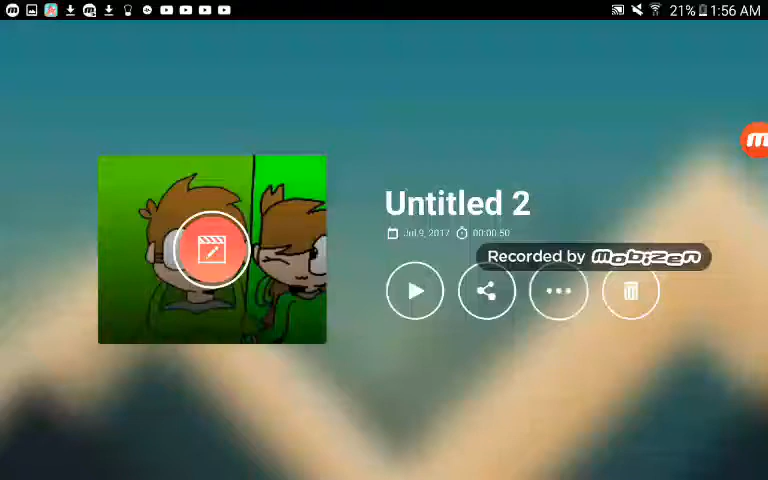 21% 1:56 AM
Untitled 2
Jul 9, 2017 00:00:50
Recorded by mobizen